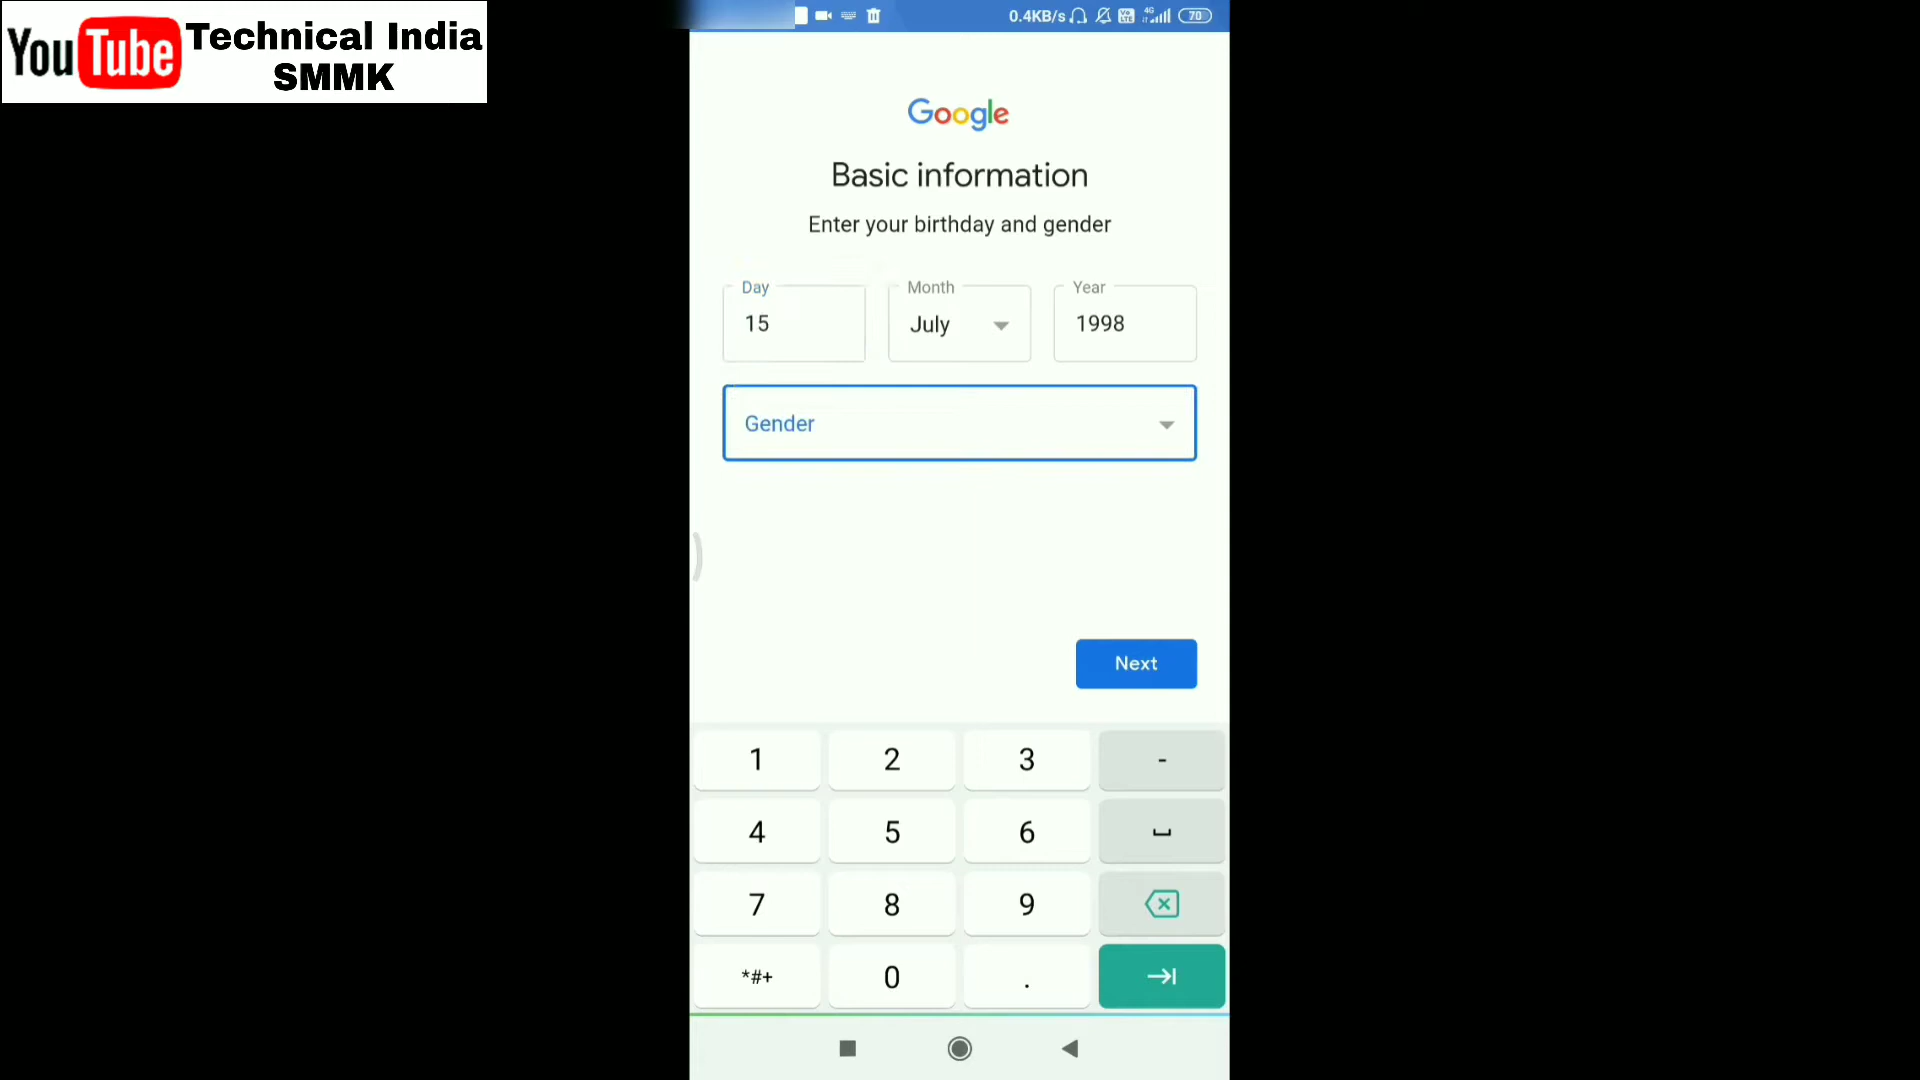 YouTube Technical India
SMMK
0.4KB/s 4G 70
Google
Basic information
Enter your birthday and gender
Day Month Year
15 July 1998
Gender
Next
1 2 3 -
4 5 6
7 8 9
*#+ 0 .